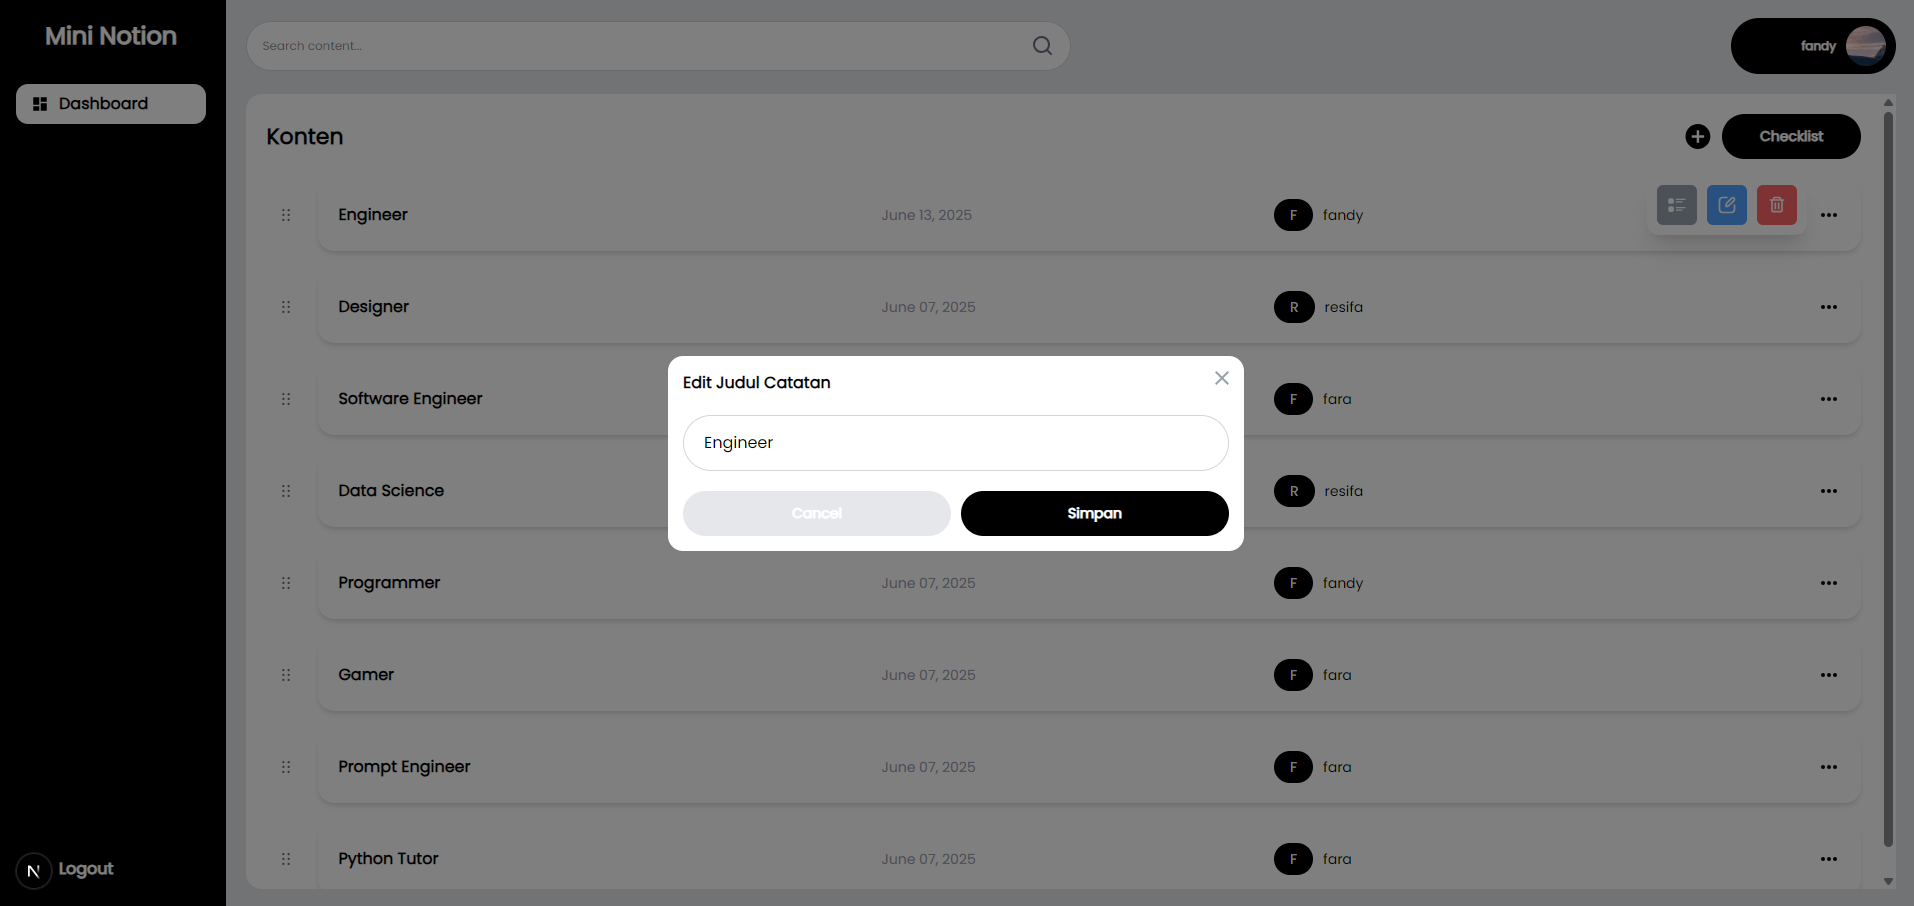 Mini Notion
Dashboard
Search content...
fandy
Konten
Checklist
Engineer June 13, 2025 F fandy
Designer June 07, 2025 R resifa
Software Engineer F fara
Data Science R resifa
Edit Judul Catatan
Engineer
Cancel Simpan
Programmer June 07, 2025 F fandy
Gamer June 07, 2025 F fara
Prompt Engineer June 07, 2025 F fara
Python Tutor June 07, 2025 F fara
N Logout